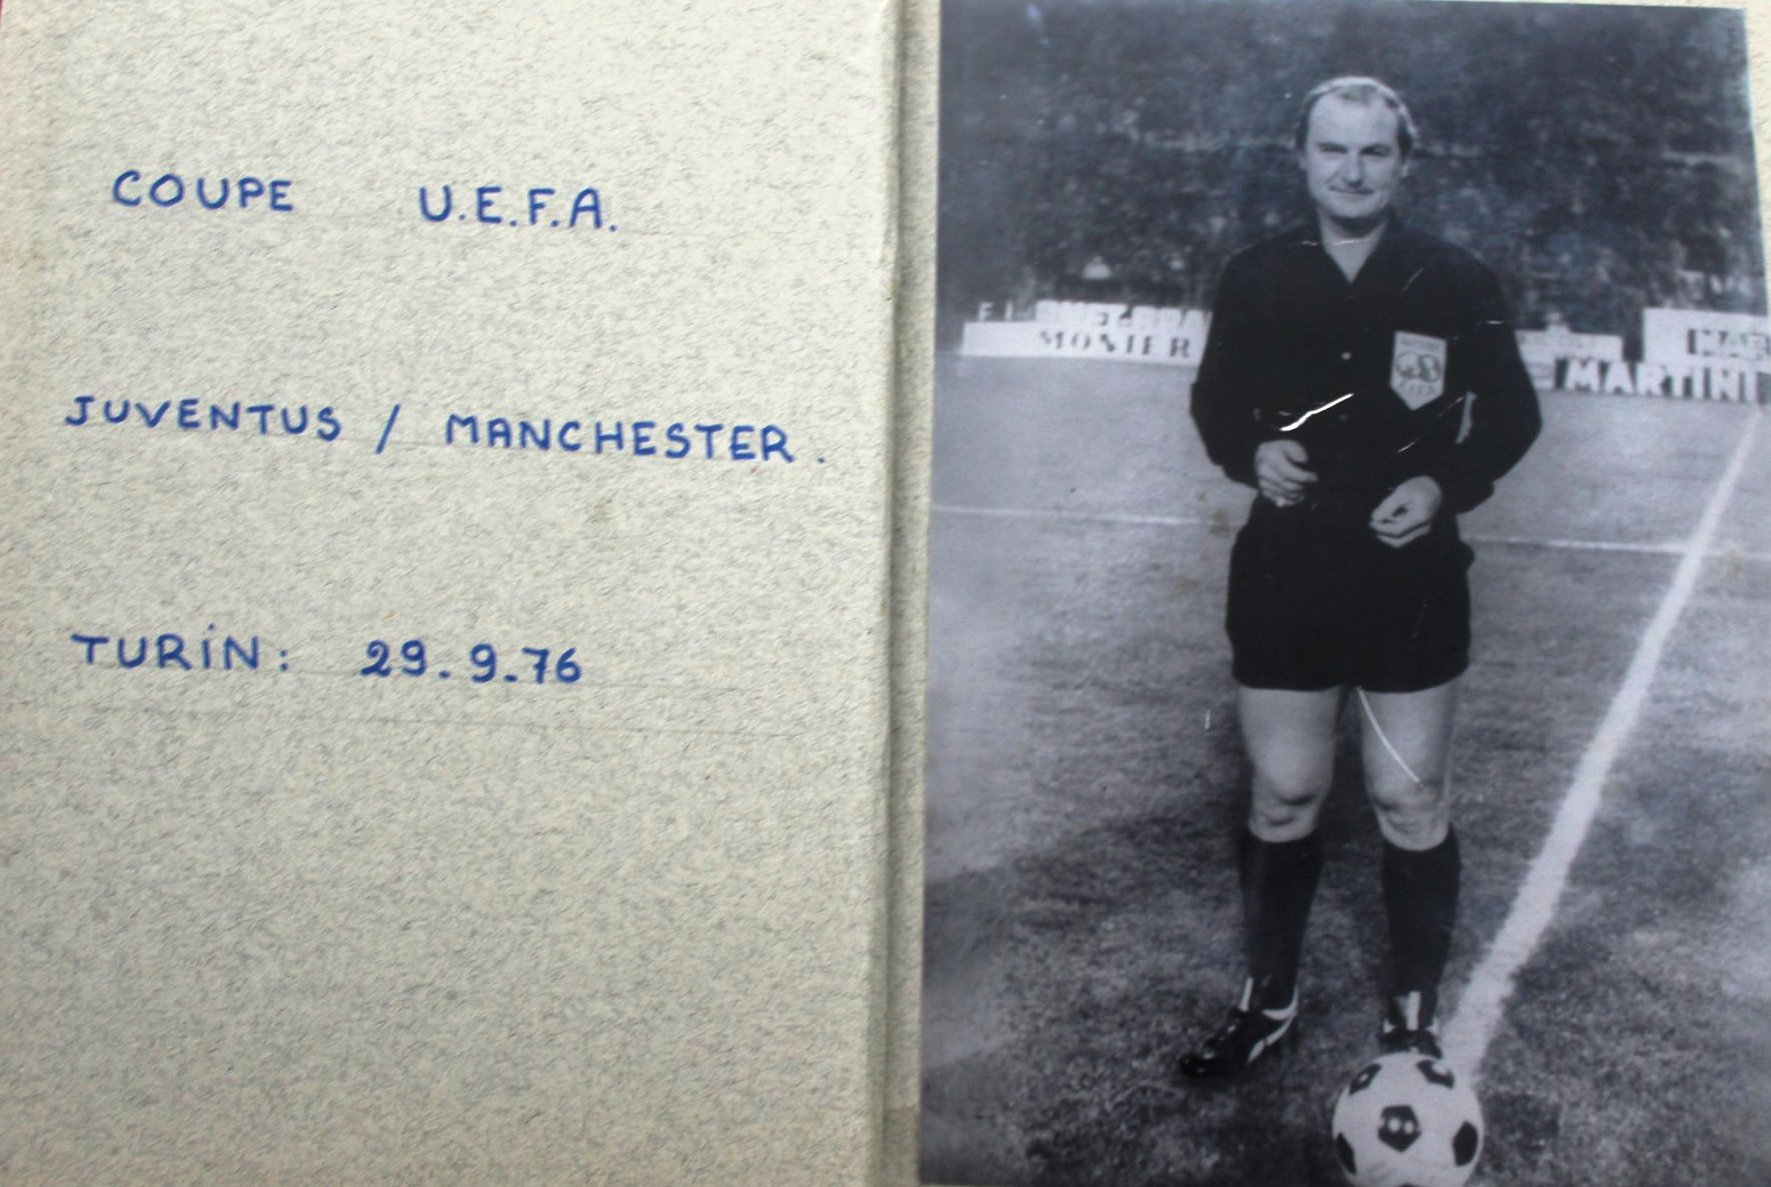 COUPE U.E.F.A.
JUVENTUS / MANCHESTER.
TURIN: 29.9.76
MONIER
MARTINI